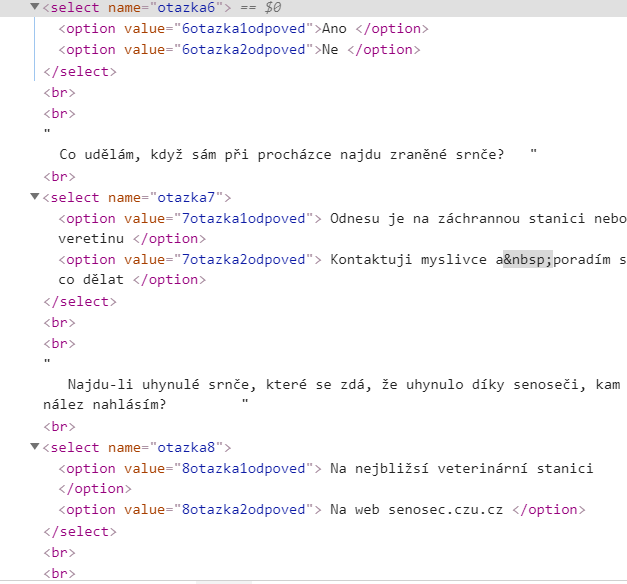 ▼<select name="otazka6"> == $0
<option value="6otazka1odpoved">Ano </option>
<option value="6otazka2odpoved">Ne </option>
</select>
<br>
<br>
"
Co udělám, když sám při procházce najdu zraněné srnče? "
<br>
▼<select name="otazka7">
<option value="7otazka1odpoved"> Odnesu je na záchrannou stanici nebo
veretinu </option>
<option value="7otazka2odpoved"> Kontaktuji myslivce a&nbsp;poradím s
co dělat </option>
</select>
<br>
<br>
"
Najdu-li uhynulé srnče, které se zdá, že uhynulo díky senoseči, kam
nález nahlásím? "
<br>
▼<select name="otazka8">
<option value="8otazka1odpoved"> Na nejbližsí veterinární stanici
</option>
<option value="8otazka2odpoved"> Na web senosec.czu.cz </option>
</select>
<br>
<br>